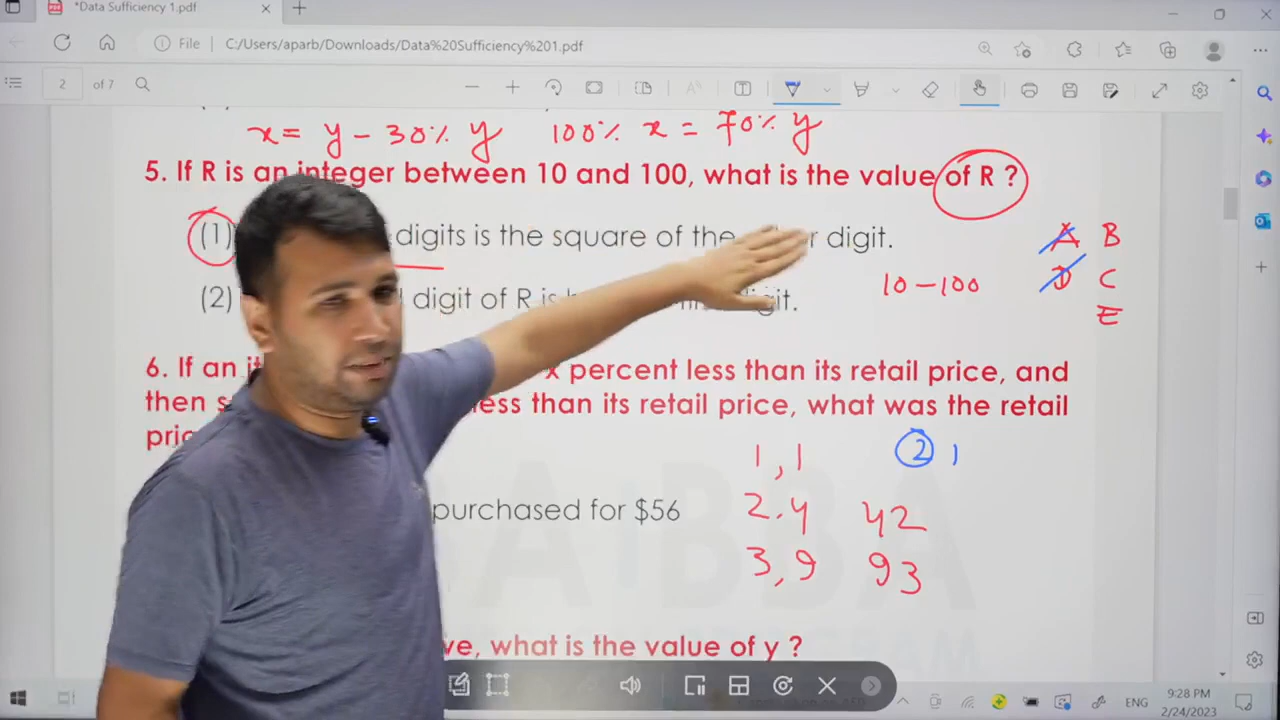 *Data Sufficiency 1.pdf
File C:/Users/aparb/Downloads/Data%20Sufficiency%201.pdf
2 of 7
x = y - 30% y 100% x = 70% y
5. If R is an integer between 10 and 100, what is the value of R ?
(1) digits is the square of the digit.
A B
(2) digit of R is
10-100 D C
E
6. If an x percent less than its retail price, and
then less than its retail price, what was the retail
1,1 2 1
purchased for $56 2.4 42
3,9 93
what is the value of y ?
ENG 9:28 PM
2/24/2023